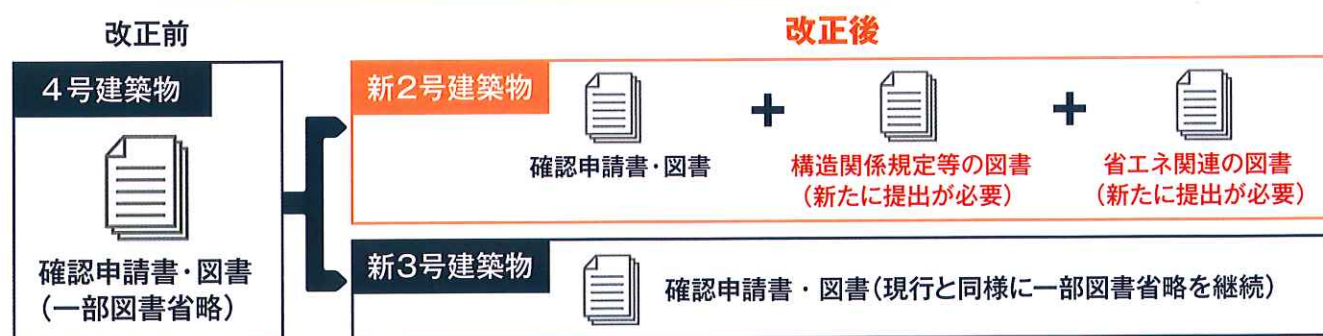 改正前
4号建築物
確認申請書・図書
(一部図書省略)
改正後
新2号建築物
確認申請書・図書
+
構造関係規定等の図書
(新たに提出が必要)
+
省エネ関連の図書
(新たに提出が必要)
新3号建築物
確認申請書・図書(現行と同様に一部図書省略を継続)